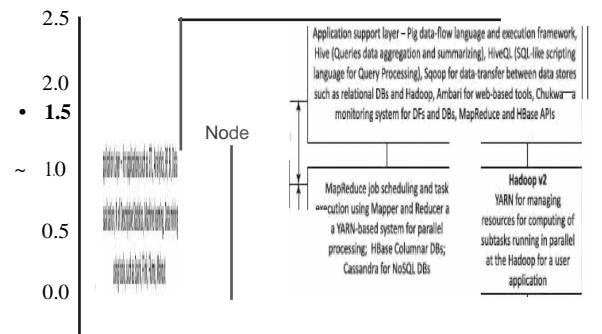 2.5
2.0
• 1.5
~ 1.0
0.5
0.0
Node
Application support layer – Pig data-flow language and execution framework,
Hive (Queries data aggregation and summarizing), HiveQL (SQL-like scripting
language for Query Processing), Sqoop for data-transfer between data stores
such as relational DBs and Hadoop, Ambari for web-based tools, Chukwa—a
monitoring system for DFs and DBs, MapReduce and HBase APIs
MapReduce job scheduling and task
execution using Mapper and Reducer a
a YARN-based system for parallel
processing; HBase Columnar DBs;
Cassandra for NoSQL DBs
Hadoop v2
YARN for managing
resources for computing of
subtasks running in parallel
at the Hadoop for a user
application